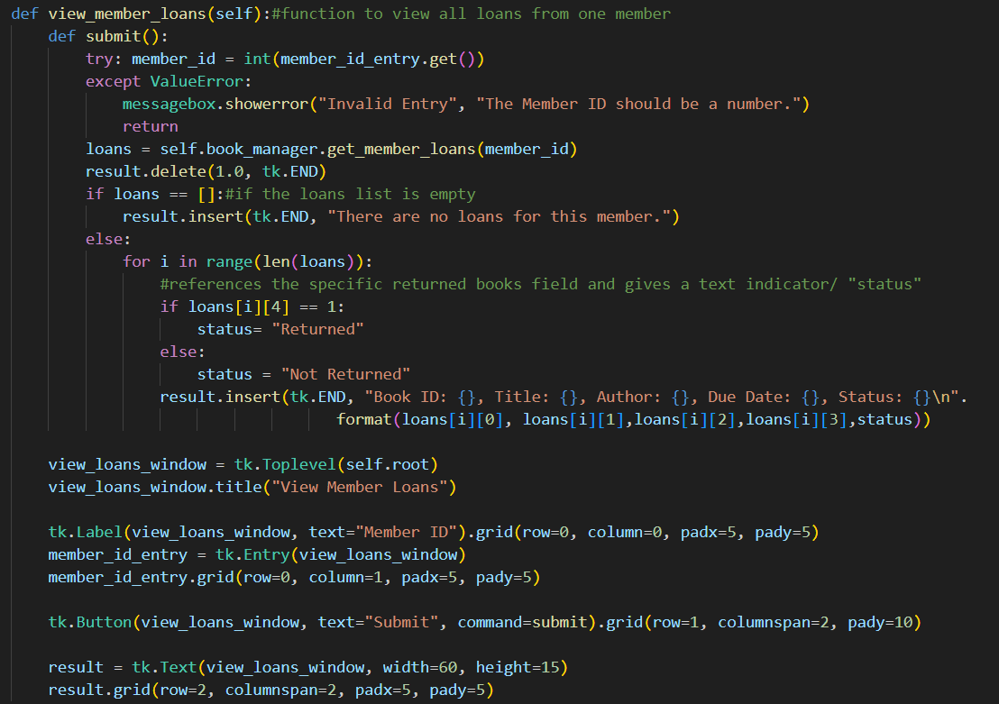 def view_member_loans(self):#function to view all loans from one member
    def submit():
        try: member_id = int(member_id_entry.get())
        except ValueError:
            messagebox.showerror("Invalid Entry", "The Member ID should be a number.")
            return
        loans = self.book_manager.get_member_loans(member_id)
        result.delete(1.0, tk.END)
        if loans == []:#if the loans list is empty
            result.insert(tk.END, "There are no loans for this member.")
        else:
            for i in range(len(loans)):
                #references the specific returned books field and gives a text indicator/ "status"
                if loans[i][4] == 1:
                    status= "Returned"
                else:
                    status = "Not Returned"
                result.insert(tk.END, "Book ID: {}, Title: {}, Author: {}, Due Date: {}, Status: {}\n".
                                   format(loans[i][0], loans[i][1],loans[i][2],loans[i][3],status))

    view_loans_window = tk.Toplevel(self.root)
    view_loans_window.title("View Member Loans")

    tk.Label(view_loans_window, text="Member ID").grid(row=0, column=0, padx=5, pady=5)
    member_id_entry = tk.Entry(view_loans_window)
    member_id_entry.grid(row=0, column=1, padx=5, pady=5)

    tk.Button(view_loans_window, text="Submit", command=submit).grid(row=1, columnspan=2, pady=10)

    result = tk.Text(view_loans_window, width=60, height=15)
    result.grid(row=2, columnspan=2, padx=5, pady=5)